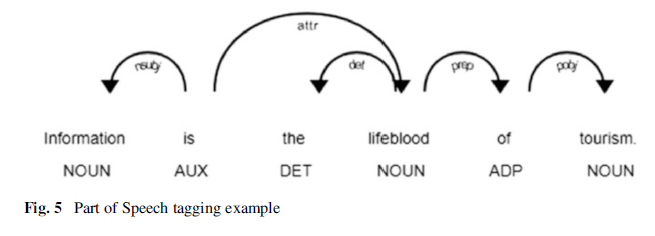 attr
nsubj det prep pobj
Information is the lifeblood of tourism.
NOUN AUX DET NOUN ADP NOUN
Fig. 5 Part of Speech tagging example